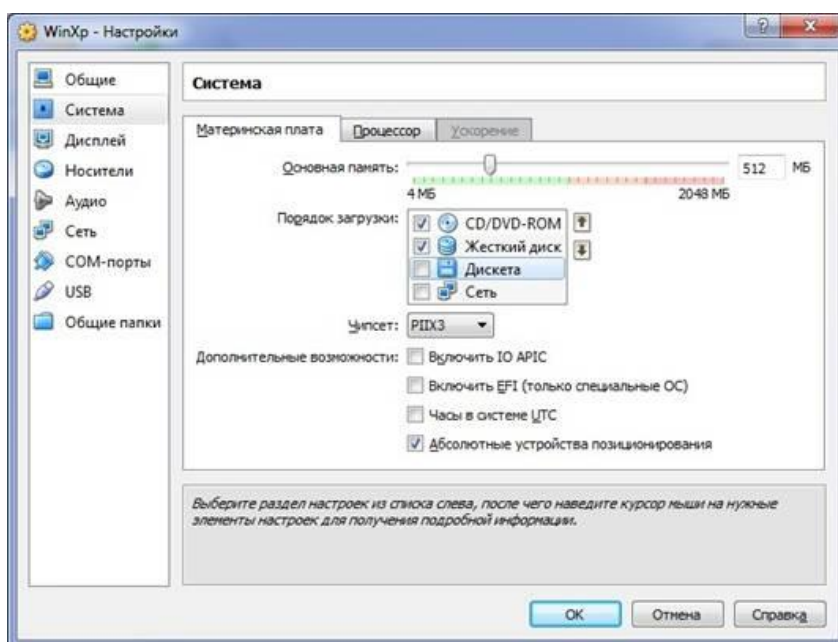 WinXp - Настройки
Общие
Система
Дисплей
Носители
Аудио
Сеть
COM-порты
USB
Общие папки
Система
Материнская плата Процессор Ускорение
Основная память: 512 МБ
4 МБ 2048 МБ
Порядок загрузки: CD/DVD-ROM
Жесткий диск
Дискета
Сеть
Чипсет: PIIX3
Дополнительные возможности: Включить IO APIC
Включить EFI (только специальные ОС)
Часы в системе UTC
Абсолютные устройства позиционирования
Выберите раздел настроек из списка слева, после чего наведите курсор мыши на нужные
элементы настроек для получения подробной информации.
OK Отмена Справка